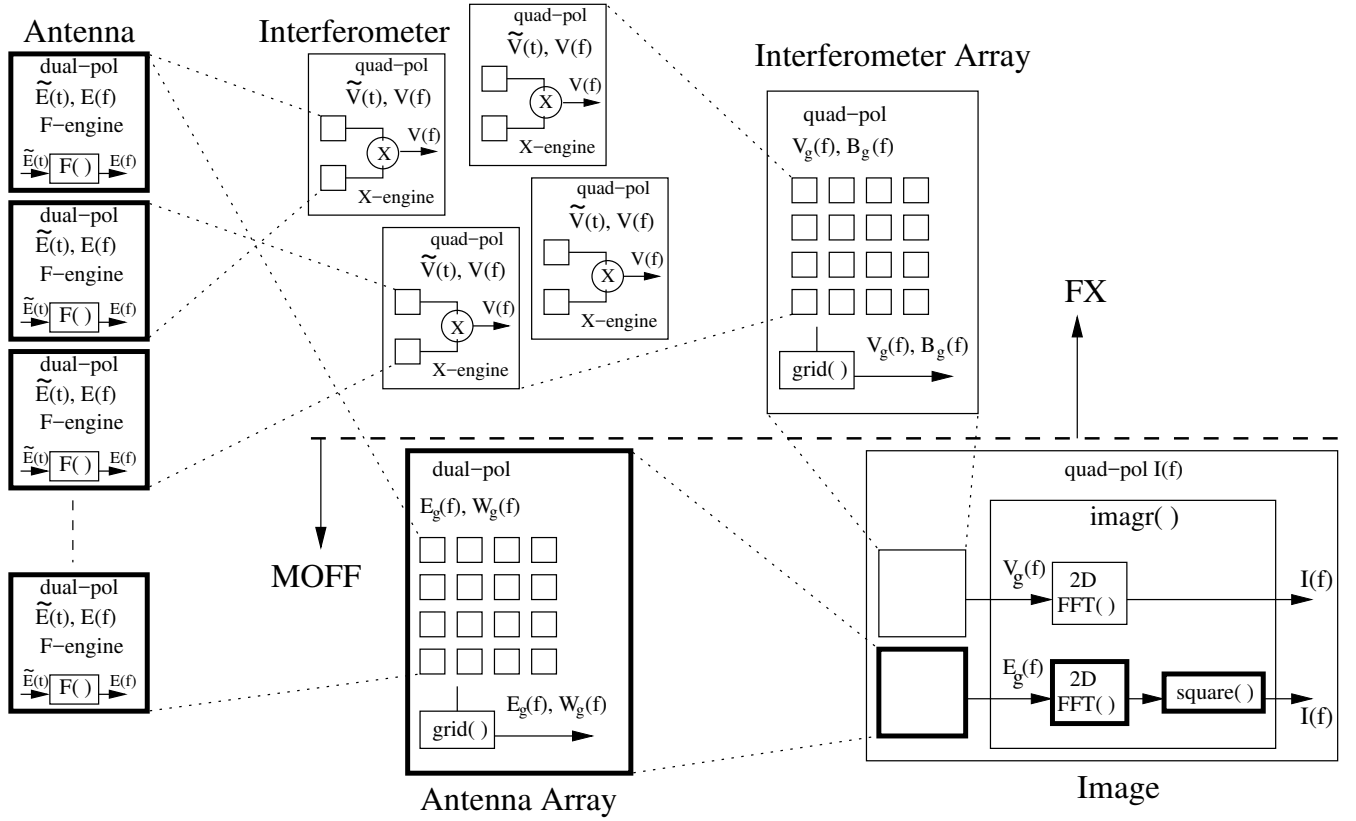 Antenna
dual−pol
Ẽ(t), E(f)
F−engine
Ẽ(t) F( ) E(f)
dual−pol
Ẽ(t), E(f)
F−engine
Ẽ(t) F( ) E(f)
dual−pol
Ẽ(t), E(f)
F−engine
Ẽ(t) F( ) E(f)
dual−pol
Ẽ(t), E(f)
F−engine
Ẽ(t) F( ) E(f)
Interferometer
quad−pol
Ṽ(t), V(f)
X V(f)
X−engine
quad−pol
Ṽ(t), V(f)
X V(f)
X−engine
quad−pol
Ṽ(t), V(f)
X V(f)
X−engine
quad−pol
Ṽ(t), V(f)
X V(f)
X−engine
Interferometer Array
quad−pol
V_g(f), B_g(f)
V_g(f), B_g(f)
grid( )
FX
MOFF
dual−pol
E_g(f), W_g(f)
E_g(f), W_g(f)
grid( )
Antenna Array
quad−pol I(f)
imagr( )
V_g(f) 2D FFT( ) I(f)
E_g(f) 2D FFT( ) square( ) I(f)
Image